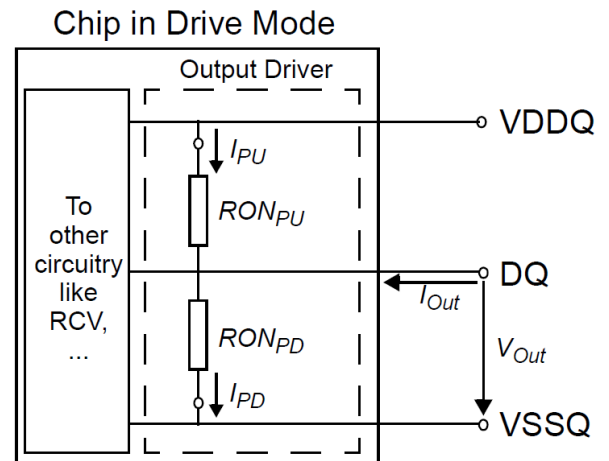 Chip in Drive Mode
Output Driver
VDDQ
I_PU
To
other
circuitry
like
RCV,
...
RON_PU
DQ
I_Out
RON_PD
V_Out
I_PD
VSSQ